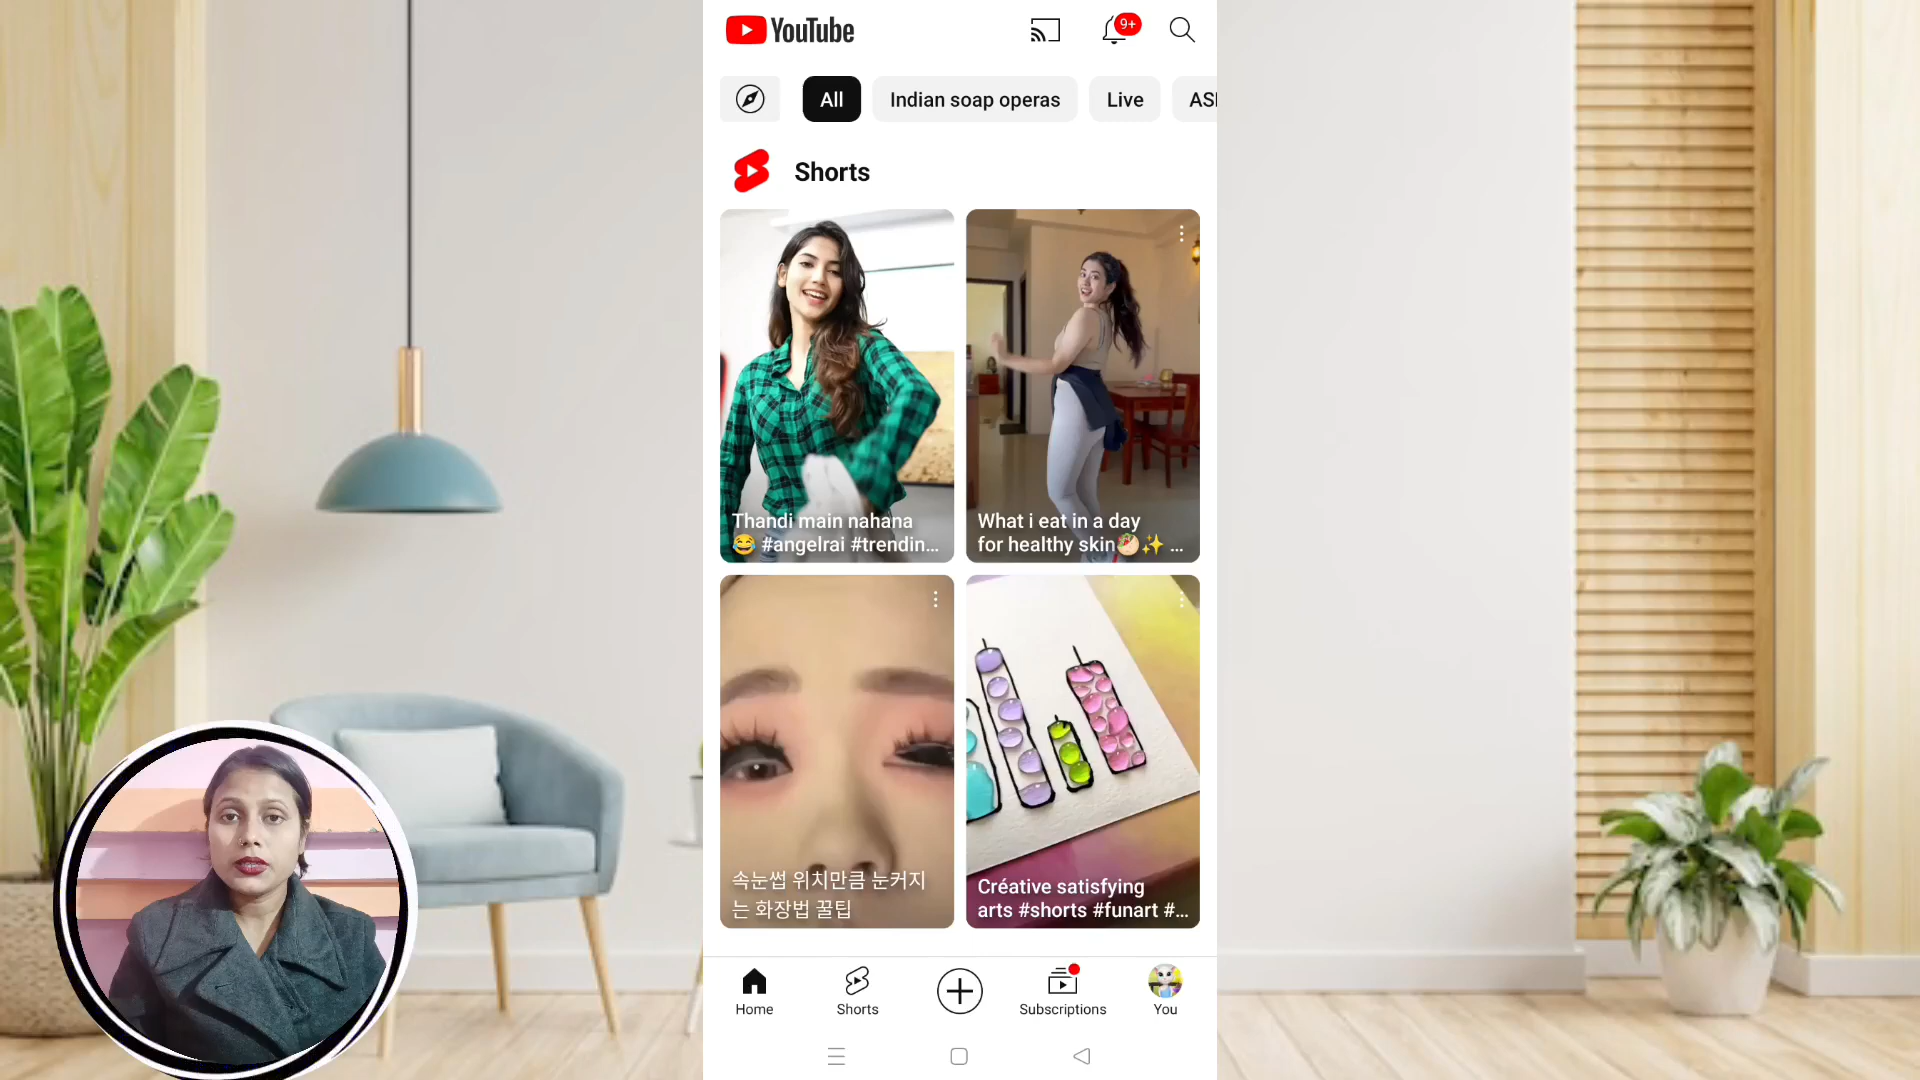 YouTube
9+
All
Indian soap operas
Live
Shorts
Thandi main nahana
😂 #angelrai #trendin...
What i eat in a day
for healthy skin🥙✨ ...
속눈썹 위치만큼 눈커지
는 화장법 꿀팁
Créative satisfying
arts #shorts #funart #...
Home
Shorts
Subscriptions
You